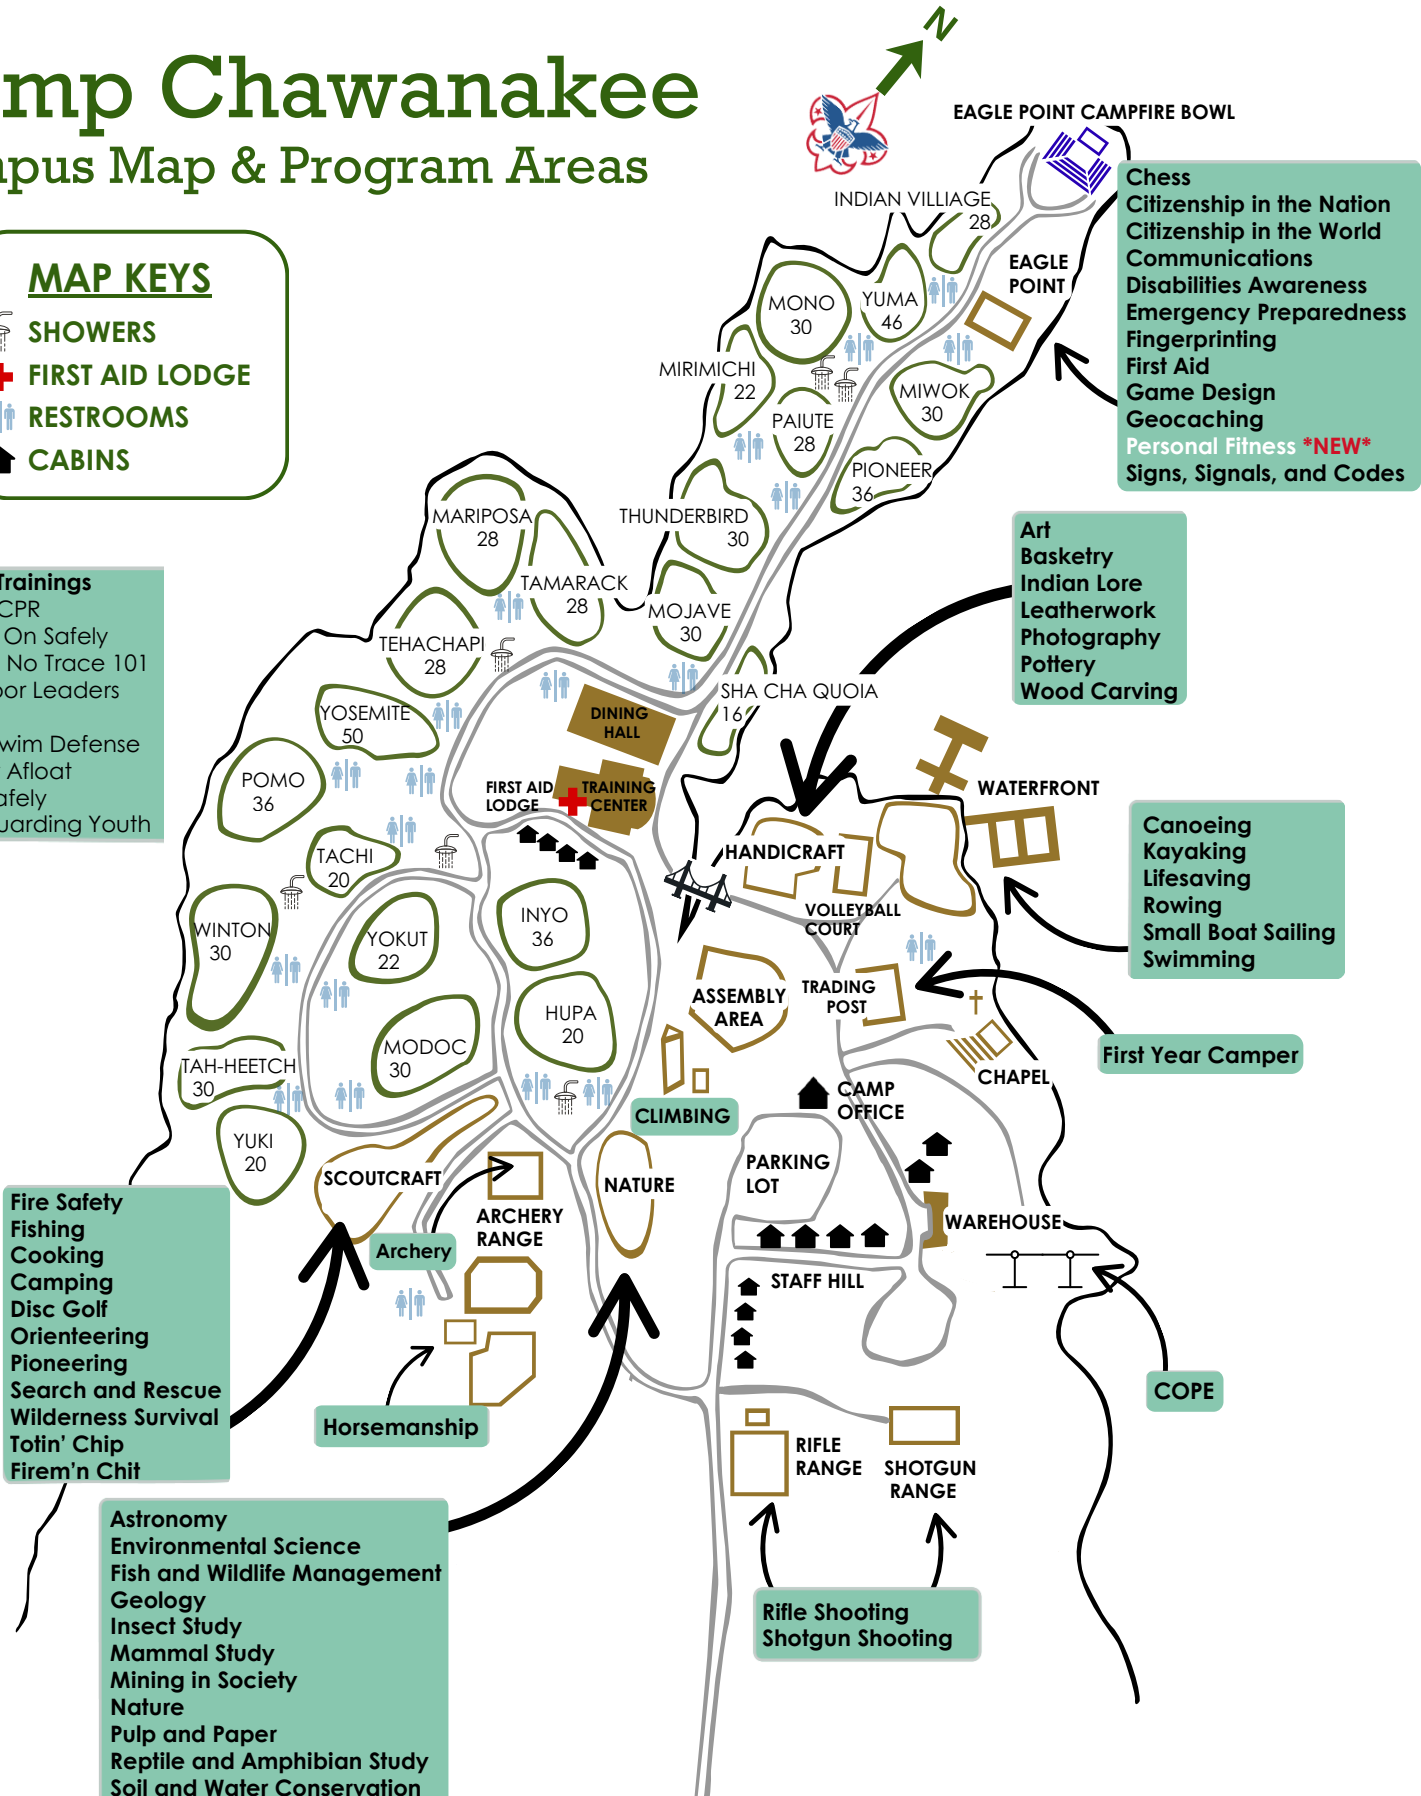 mp Chawanakee
pus Map & Program Areas
N
EAGLE POINT CAMPFIRE BOWL
MAP KEYS
SHOWERS
FIRST AID LODGE
RESTROOMS
CABINS
Chess
Citizenship in the Nation
Citizenship in the World
Communications
Disabilities Awareness
Emergency Preparedness
Fingerprinting
First Aid
Game Design
Geocaching
Personal Fitness *NEW*
Signs, Signals, and Codes
INDIAN VILLIAGE
28
EAGLE
POINT
MONO
30
YUMA
46
MIRIMICHI
22
MIWOK
30
PAIUTE
28
PIONEER
36
MARIPOSA
28
THUNDERBIRD
30
TAMARACK
28
MOJAVE
30
TEHACHAPI
28
SHA CHA QUOIA
16
YOSEMITE
50
POMO
36
DINING
HALL
FIRST AID
LODGE
TRAINING
CENTER
TACHI
20
WINTON
30
YOKUT
22
INYO
36
HUPA
20
MODOC
30
TAH-HEETCH
30
YUKI
20
Trainings
CPR
On Safely
No Trace 101
oor Leaders
wim Defense
Afloat
afely
uarding Youth
Art
Basketry
Indian Lore
Leatherwork
Photography
Pottery
Wood Carving
WATERFRONT
HANDICRAFT
VOLLEYBALL
COURT
Canoeing
Kayaking
Lifesaving
Rowing
Small Boat Sailing
Swimming
ASSEMBLY
AREA
TRADING
POST
First Year Camper
CHAPEL
CLIMBING
CAMP
OFFICE
PARKING
LOT
NATURE
SCOUTCRAFT
ARCHERY
RANGE
Archery
WAREHOUSE
STAFF HILL
Fire Safety
Fishing
Cooking
Camping
Disc Golf
Orienteering
Pioneering
Search and Rescue
Wilderness Survival
Totin’ Chip
Firem’n Chit
Horsemanship
COPE
RIFLE
RANGE
SHOTGUN
RANGE
Rifle Shooting
Shotgun Shooting
Astronomy
Environmental Science
Fish and Wildlife Management
Geology
Insect Study
Mammal Study
Mining in Society
Nature
Pulp and Paper
Reptile and Amphibian Study
Soil and Water Conservation